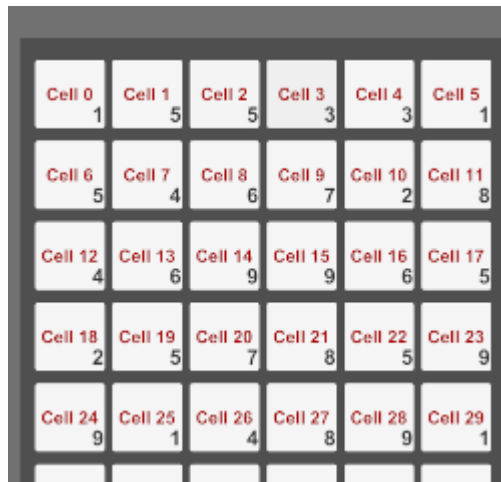 Cell 0 Cell 1 Cell 2 Cell 3 Cell 4 Cell 5
1 5 5 3 3 1
Cell 6 Cell 7 Cell 8 Cell 9 Cell 10 Cell 11
5 4 6 7 2 8
Cell 12 Cell 13 Cell 14 Cell 15 Cell 16 Cell 17
4 6 9 9 6 5
Cell 18 Cell 19 Cell 20 Cell 21 Cell 22 Cell 23
2 5 7 8 5 9
Cell 24 Cell 25 Cell 26 Cell 27 Cell 28 Cell 29
9 1 4 8 9 1